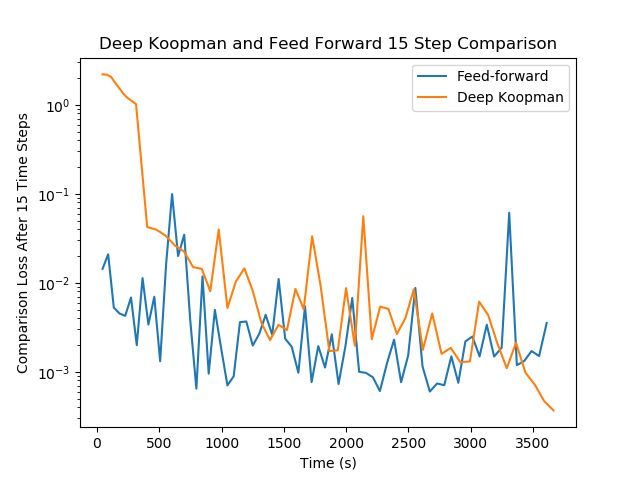 Deep Koopman and Feed Forward 15 Step Comparison
Feed-forward
Deep Koopman
Comparison Loss After 15 Time Steps
10⁰
10⁻¹
10⁻²
10⁻³
0 500 1000 1500 2000 2500 3000 3500
Time (s)